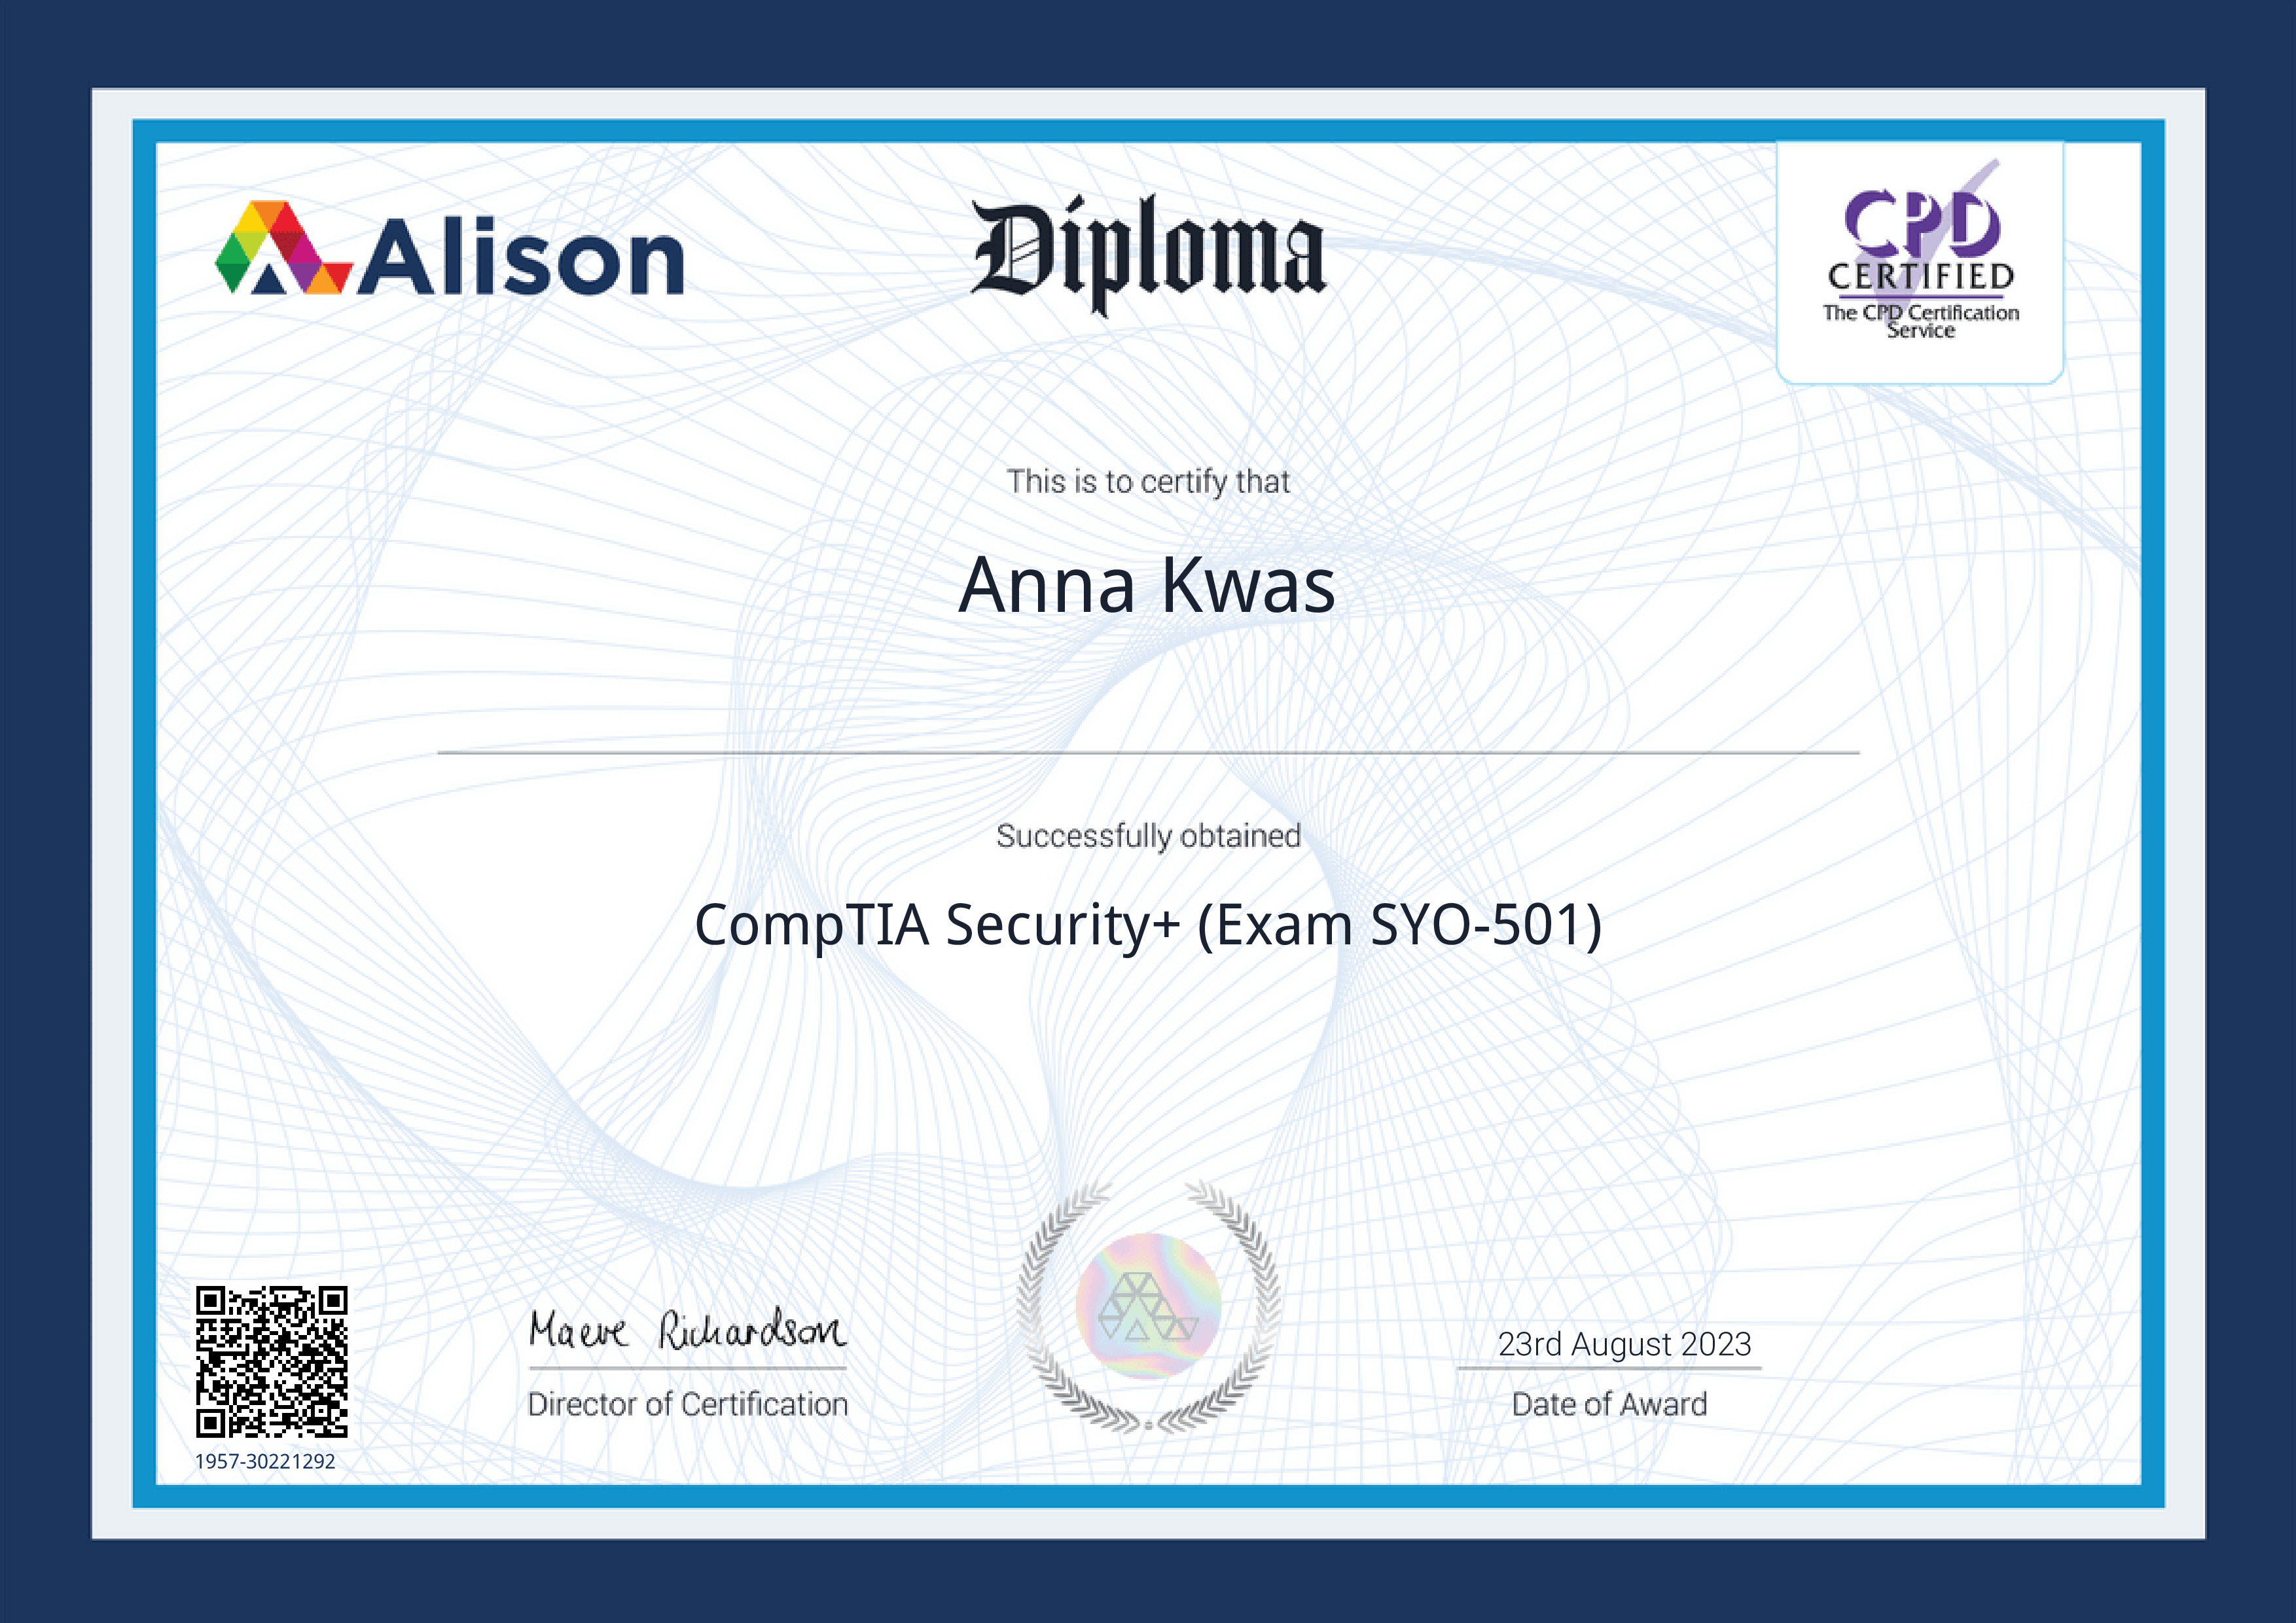 Alison
Diploma
CPD
CERTIFIED
The CPD Certification
Service
This is to certify that
Anna Kwas
Successfully obtained
CompTIA Security+ (Exam SYO-501)
Maeve Richardson
Director of Certification
23rd August 2023
Date of Award
1957-30221292